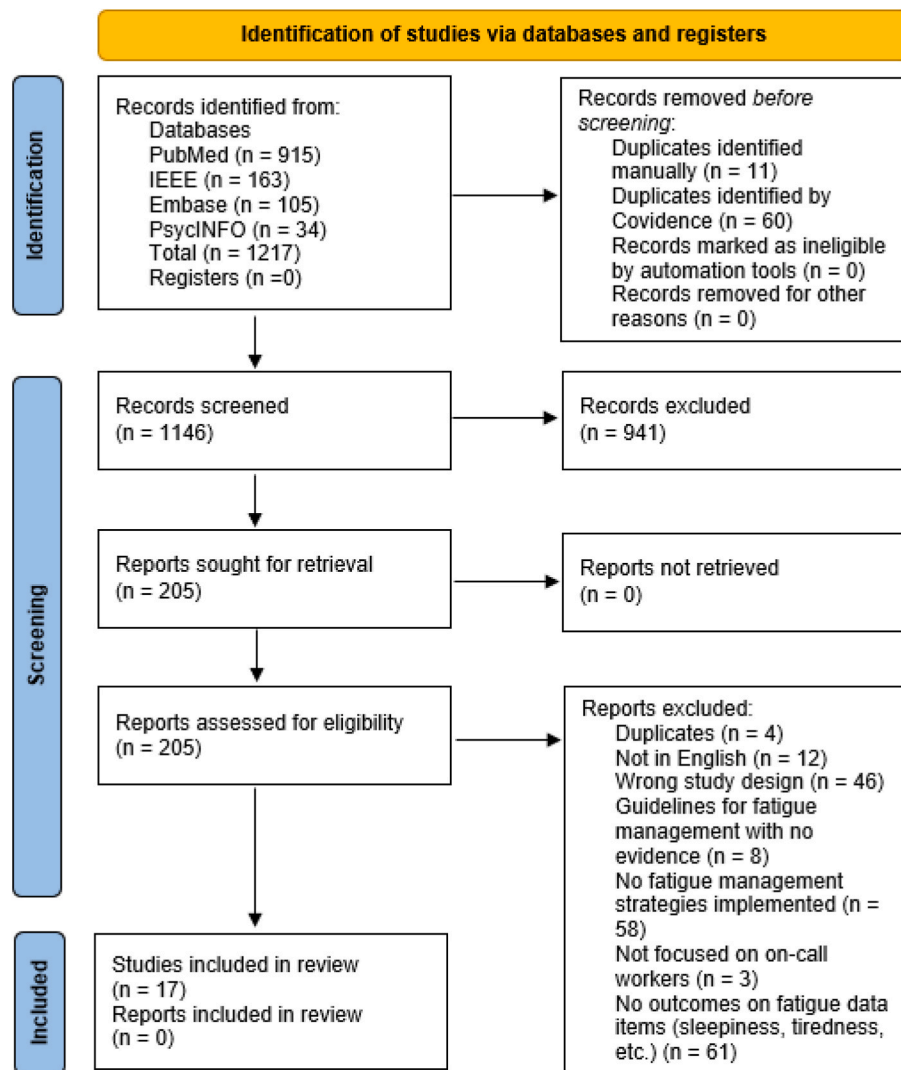 Identification of studies via databases and registers
Identification
Records identified from:
Databases
PubMed (n = 915)
IEEE (n = 163)
Embase (n = 105)
PsycINFO (n = 34)
Total (n = 1217)
Registers (n =0)
Records removed before
screening:
Duplicates identified
manually (n = 11)
Duplicates identified by
Covidence (n = 60)
Records marked as ineligible
by automation tools (n = 0)
Records removed for other
reasons (n = 0)
Screening
Records screened
(n = 1146)
Records excluded
(n = 941)
Reports sought for retrieval
(n = 205)
Reports not retrieved
(n = 0)
Reports assessed for eligibility
(n = 205)
Reports excluded:
Duplicates (n = 4)
Not in English (n = 12)
Wrong study design (n = 46)
Guidelines for fatigue
management with no
evidence (n = 8)
No fatigue management
strategies implemented (n =
58)
Not focused on on-call
workers (n = 3)
No outcomes on fatigue data
items (sleepiness, tiredness,
etc.) (n = 61)
Included
Studies included in review
(n = 17)
Reports included in review
(n = 0)